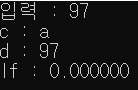 입력 : 97
c : a
d : 97
lf : 0.000000